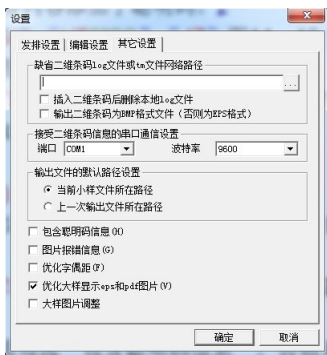 设置
发排设置 编辑设置 其它设置
缺省二维条码log文件或tm文件网络路径
...
插入二维条码后删除本地log文件
输出二维条码为BMP格式文件（否则为EPS格式）
接受二维条码信息的串口通信设置
端口 COM1 波特率 9600
输出文件的默认路径设置
当前小样文件所在路径
上一次输出文件所在路径
包含聪明码信息(M)
图片报错信息(G)
优化字偶距(F)
优化大样显示eps和pdf图片(V)
大样图片调整
确定 取消